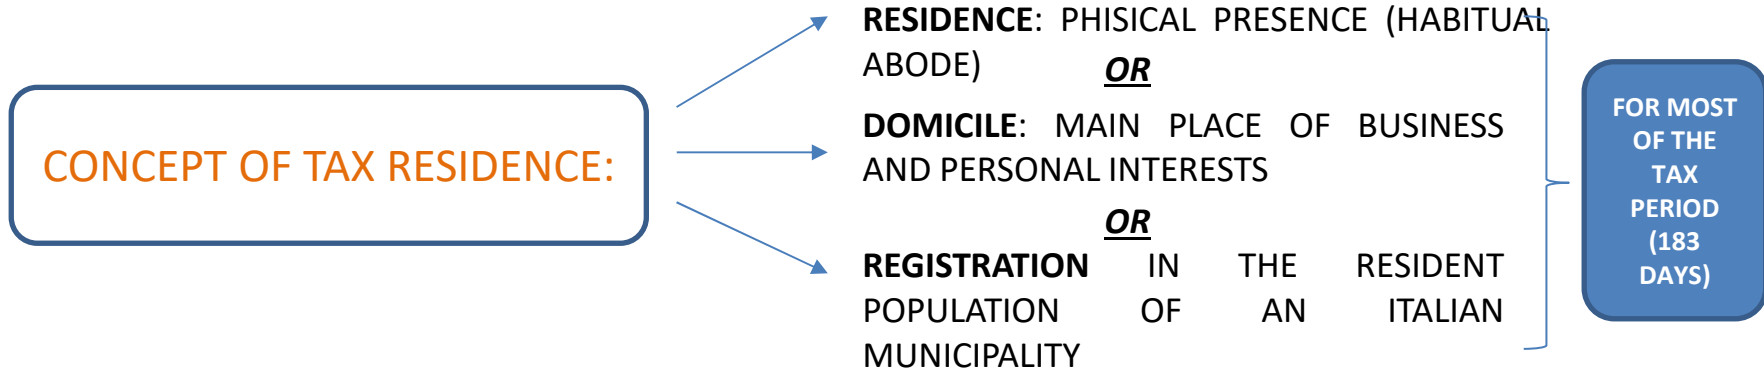 CONCEPT OF TAX RESIDENCE:
RESIDENCE: PHISICAL PRESENCE (HABITUAL
ABODE) OR
DOMICILE: MAIN PLACE OF BUSINESS
AND PERSONAL INTERESTS
OR
REGISTRATION IN THE RESIDENT
POPULATION OF AN ITALIAN
MUNICIPALITY
FOR MOST
OF THE
TAX
PERIOD
(183
DAYS)